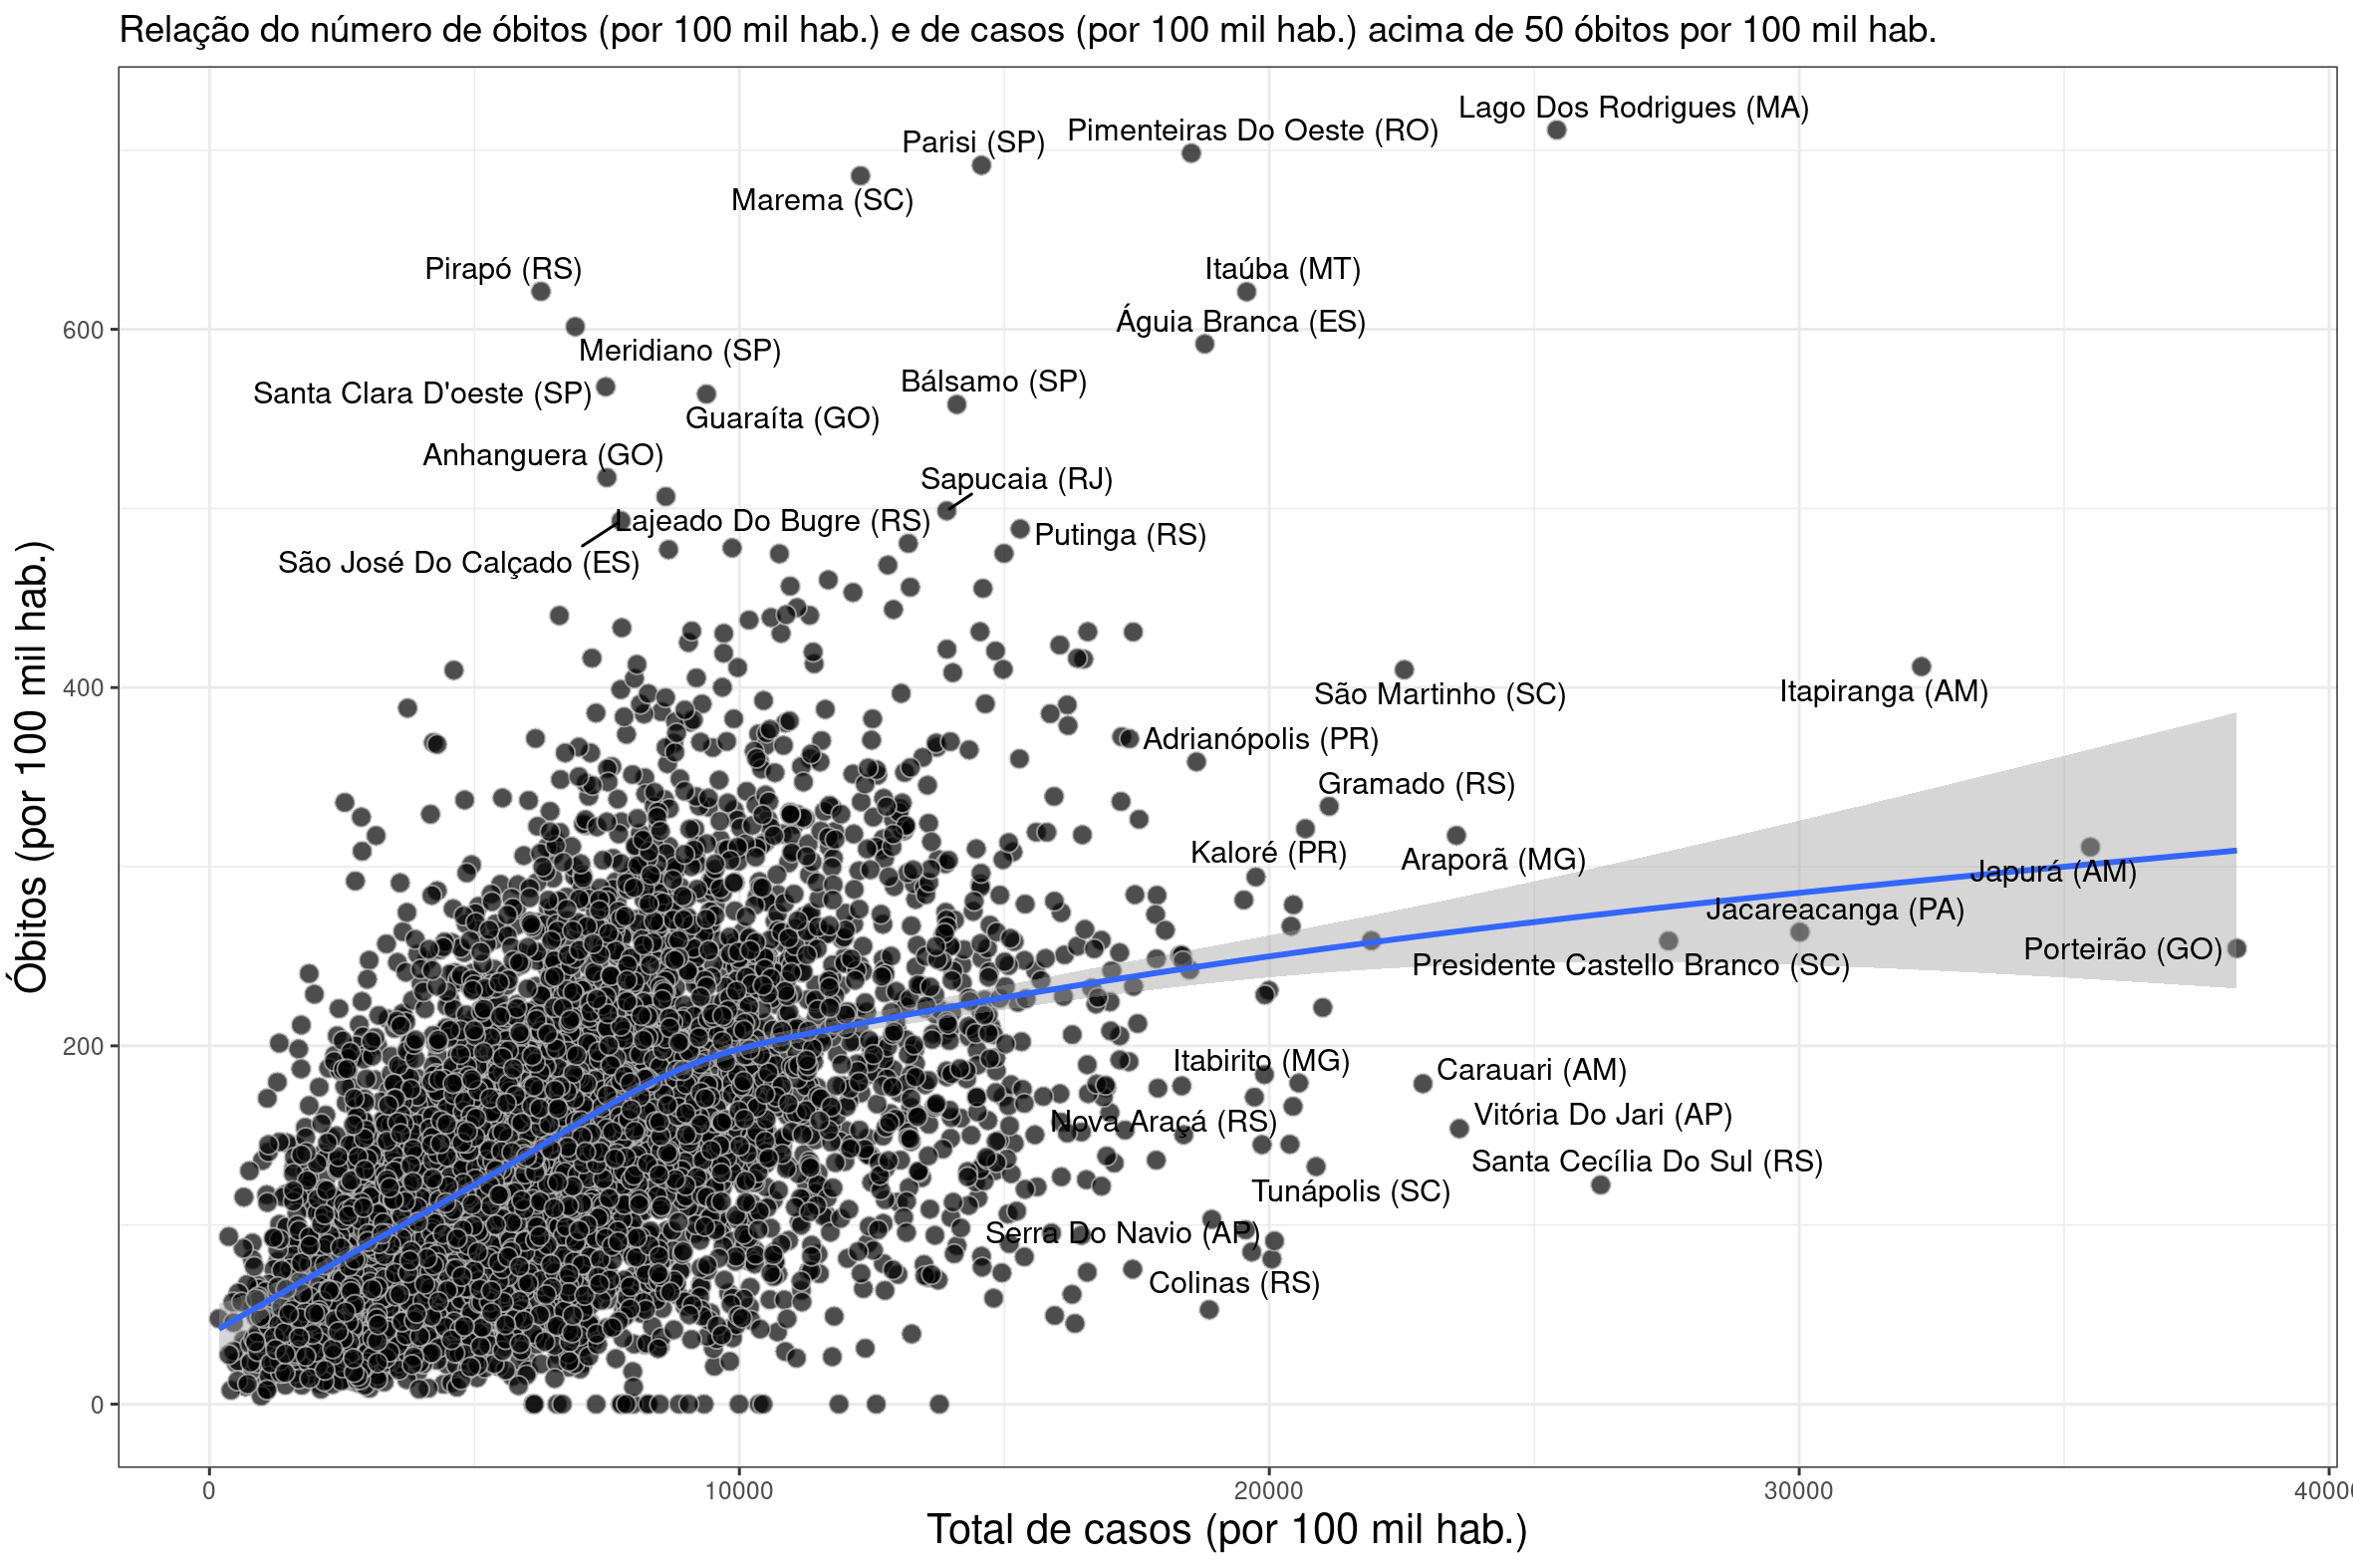 Relação do número de óbitos (por 100 mil hab.) e de casos (por 100 mil hab.) acima de 50 óbitos por 100 mil hab.
Lago Dos Rodrigues (MA)
Pimenteiras Do Oeste (RO)
Parisi (SP)
Marema (SC)
Pirapó (RS)
Itaúba (MT)
Águia Branca (ES)
600
Meridiano (SP)
Santa Clara D'oeste (SP)
Bálsamo (SP)
Guaraíta (GO)
Anhanguera (GO)
Sapucaia (RJ)
Lajeado Do Bugre (RS)
Putinga (RS)
São José Do Calçado (ES)
400
São Martinho (SC)
Itapiranga (AM)
Adrianópolis (PR)
Gramado (RS)
Kaloré (PR)
Araporã (MG)
Japurá (AM)
Jacareacanga (PA)
Porteirão (GO)
Presidente Castello Branco (SC)
200
Itabirito (MG)
Carauari (AM)
Nova Araçá (RS)
Vitória Do Jari (AP)
Santa Cecília Do Sul (RS)
Tunápolis (SC)
Serra Do Navio (AP)
Colinas (RS)
0
Óbitos (por 100 mil hab.)
0 10000 20000 30000 4000
Total de casos (por 100 mil hab.)